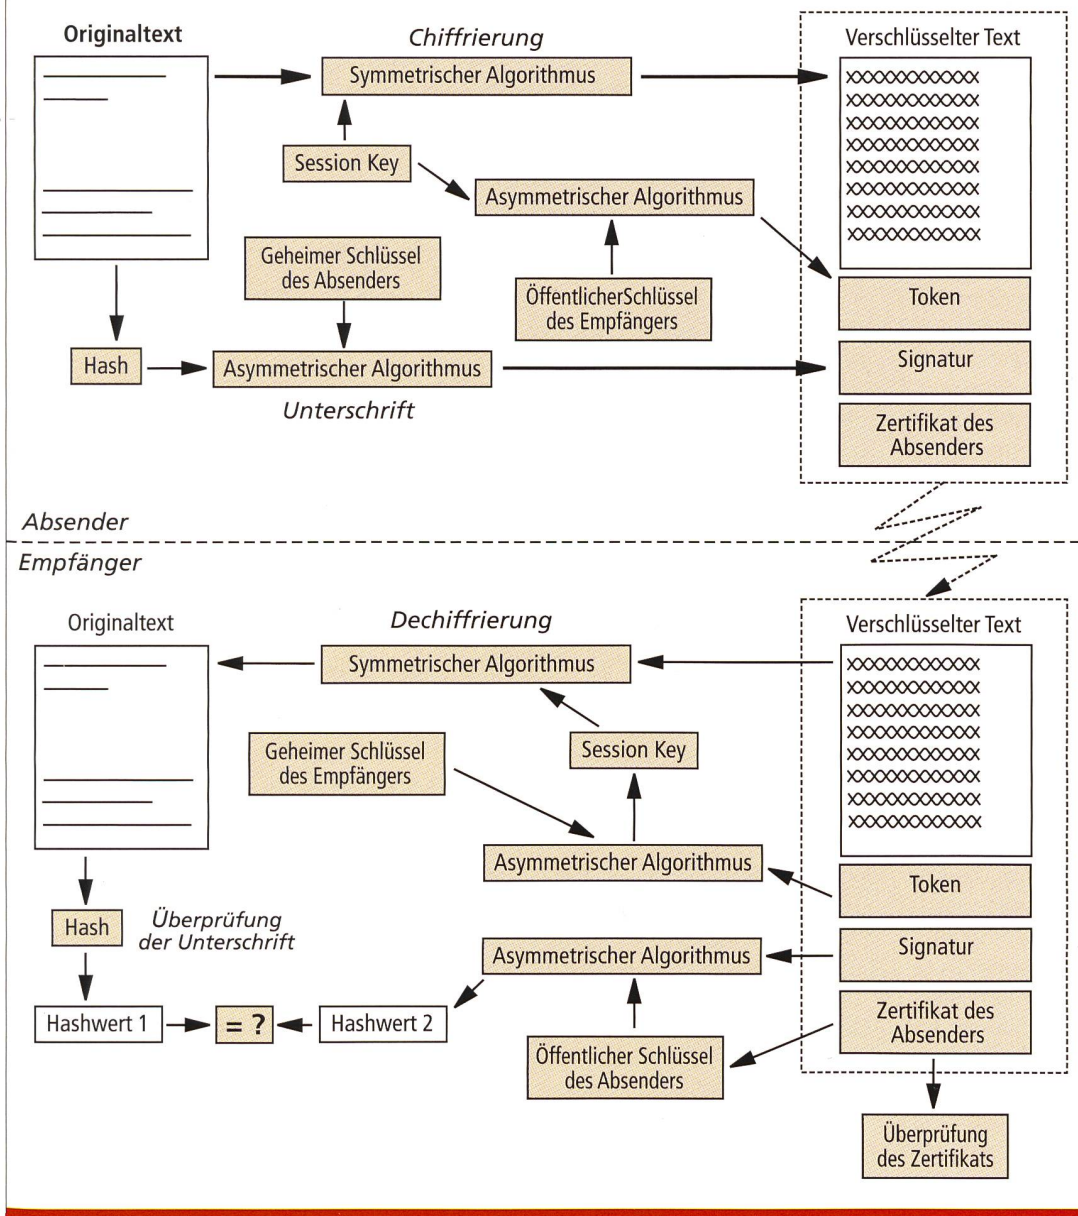 Originaltext
Chiffrierung
Verschlüsselter Text
Symmetrischer Algorithmus
XXXXXXXXXXXX
XXXXXXXXXXXX
XXXXXXXXXXXX
XXXXXXXXXXXX
XXXXXXXXXXXX
XXXXXXXXXXXX
XXXXXXXXXXXX
XXXXXXXXXXXX
Session Key
Asymmetrischer Algorithmus
Geheimer Schlüssel
des Absenders
ÖffentlicherSchlüssel
des Empfängers
Token
Hash
Asymmetrischer Algorithmus
Signatur
Unterschrift
Zertifikat des
Absenders
Absender
Empfänger
Originaltext
Dechiffrierung
Verschlüsselter Text
Symmetrischer Algorithmus
XXXXXXXXXXXX
XXXXXXXXXXXX
XXXXXXXXXXXX
XXXXXXXXXXXX
XXXXXXXXXXXX
XXXXXXXXXXXX
XXXXXXXXXXXX
XXXXXXXXXXXX
Geheimer Schlüssel
des Empfängers
Session Key
Asymmetrischer Algorithmus
Token
Hash
Überprüfung
der Unterschrift
Asymmetrischer Algorithmus
Signatur
Hashwert 1
= ?
Hashwert 2
Zertifikat des
Absenders
Öffentlicher Schlüssel
des Absenders
Überprüfung
des Zertifikats